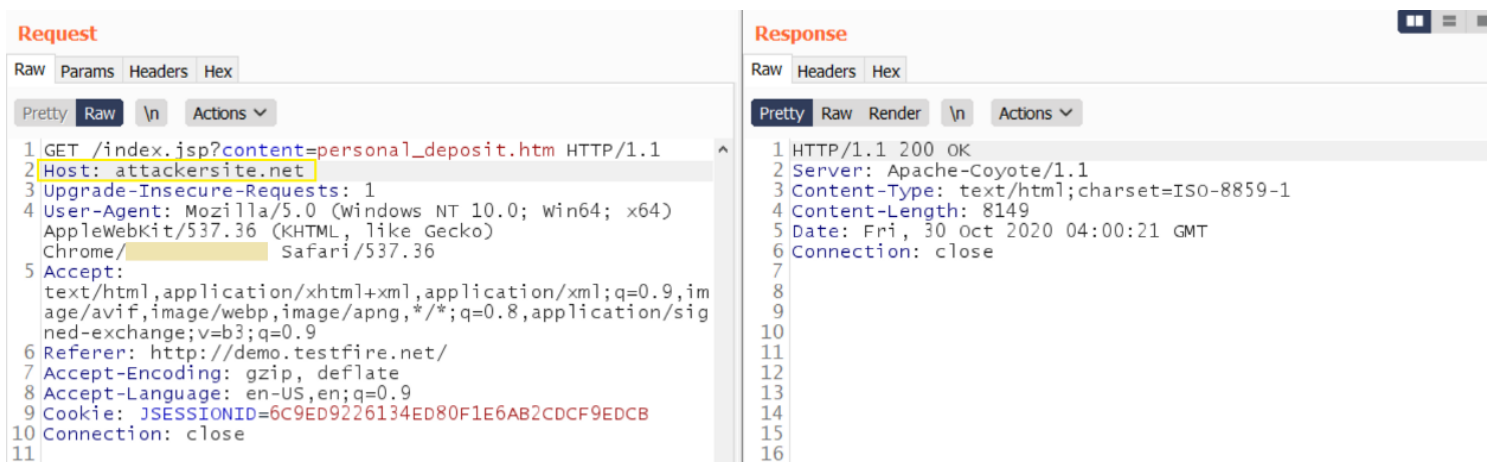 Request
Raw Params Headers Hex
Pretty Raw \n Actions
1 GET /index.jsp?content=personal_deposit.htm HTTP/1.1
2 Host: attackersite.net
3 Upgrade-Insecure-Requests: 1
4 User-Agent: Mozilla/5.0 (Windows NT 10.0; Win64; x64)
AppleWebKit/537.36 (KHTML, like Gecko)
Chrome/ Safari/537.36
5 Accept:
text/html,application/xhtml+xml,application/xml;q=0.9,im
age/avif,image/webp,image/apng,*/*;q=0.8,application/sig
ned-exchange;v=b3;q=0.9
6 Referer: http://demo.testfire.net/
7 Accept-Encoding: gzip, deflate
8 Accept-Language: en-US,en;q=0.9
9 Cookie: JSESSIONID=6C9ED9226134ED80F1E6AB2CDCF9EDCB
10 Connection: close
11
Response
Raw Headers Hex
Pretty Raw Render \n Actions
1 HTTP/1.1 200 OK
2 Server: Apache-Coyote/1.1
3 Content-Type: text/html;charset=ISO-8859-1
4 Content-Length: 8149
5 Date: Fri, 30 Oct 2020 04:00:21 GMT
6 Connection: close
7
8
9
10
11
12
13
14
15
16